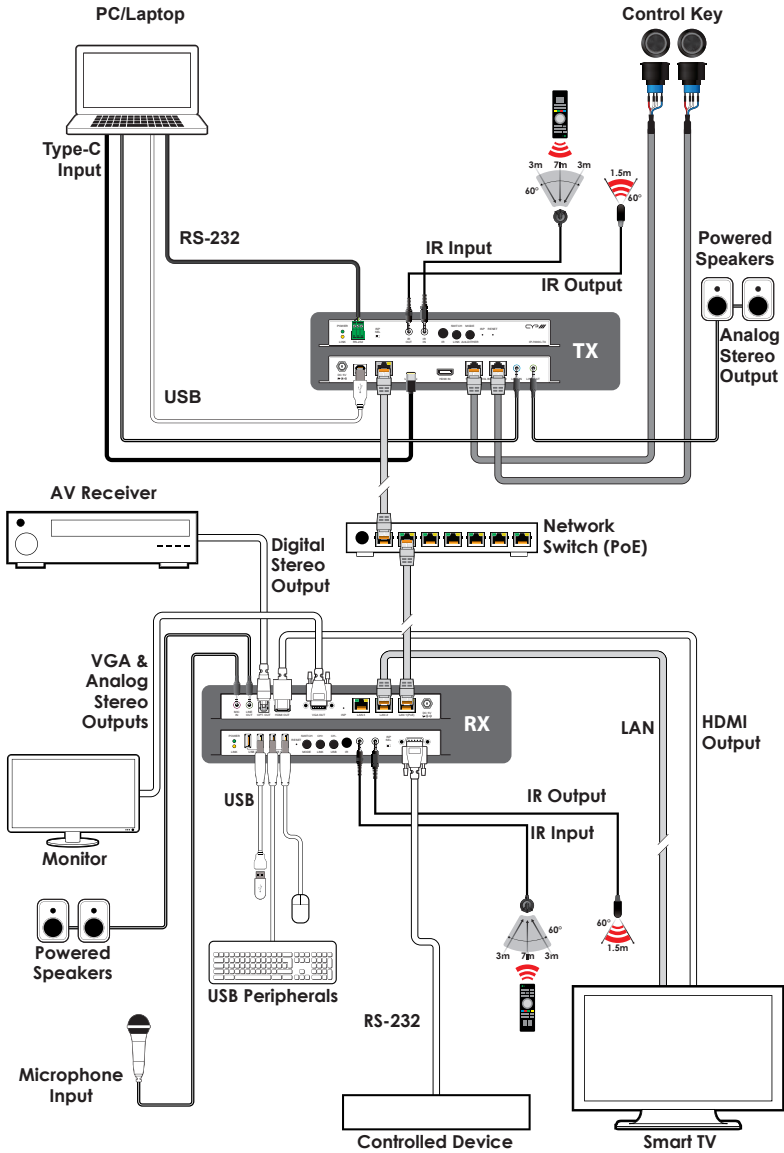 PC/Laptop
Control Key
Type-C
Input
3m
7m
3m
60°
1.5m
60°
RS-232
IR Input
IR Output
Powered
Speakers
Analog
Stereo
Output
CYP
TX
USB
AV Receiver
Digital
Stereo
Output
Network
Switch (PoE)
VGA &
Analog
Stereo
Outputs
RX
LAN
HDMI
Output
USB
IR Output
IR Input
Monitor
60°
3m
7m
3m
60°
1.5m
Powered
Speakers
USB Peripherals
RS-232
Microphone
Input
Controlled Device
Smart TV